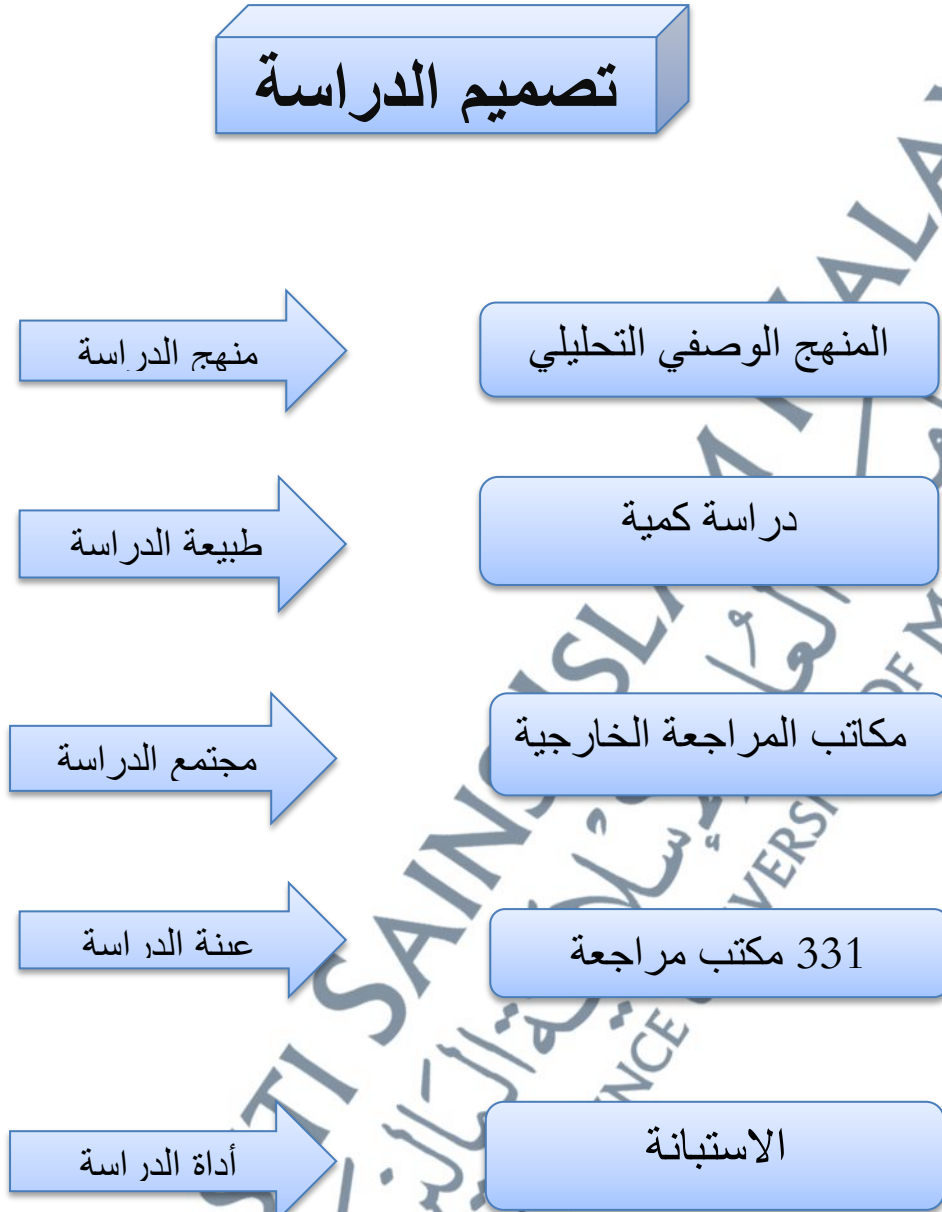 تصميم الدراسة
منهج الدراسة
المنهج الوصفي التحليلي
طبيعة الدراسة
دراسة كمية
مجتمع الدراسة
مكاتب المراجعة الخارجية
عينة الدراسة
331 مكتب مراجعة
أداة الدراسة
الاستبانة